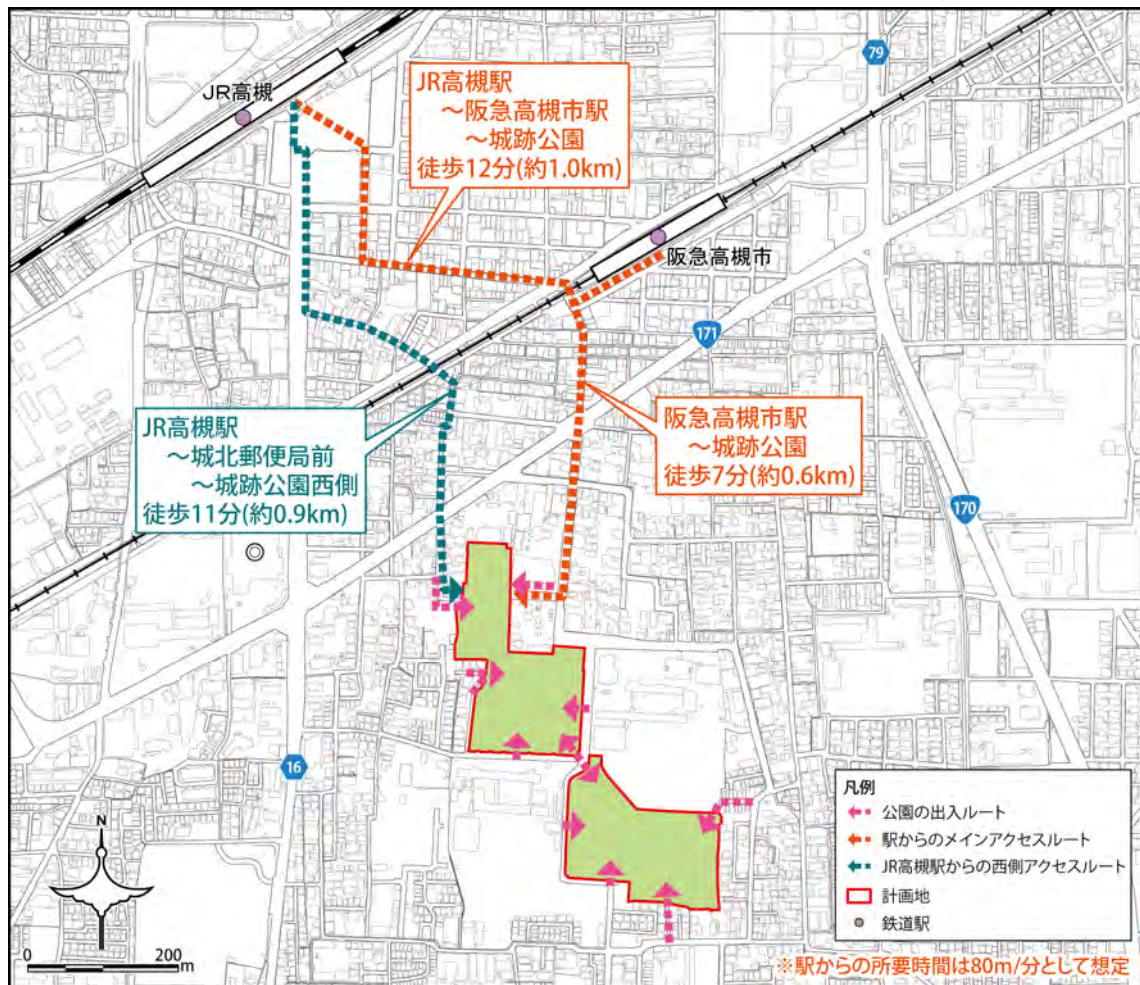 79
JR高槻
JR高槻駅
～阪急高槻市駅
～城跡公園
徒歩12分(約1.0km)
阪急高槻市
171
JR高槻駅
～城北郵便局前
～城跡公園西側
徒歩11分(約0.9km)
阪急高槻市駅
～城跡公園
徒歩7分(約0.6km)
170
16
凡例
公園の出入ルート
駅からのメインアクセスルート
JR高槻駅からの西側アクセスルート
計画地
鉄道駅
N
0 200
m
※駅からの所要時間は80m/分として想定